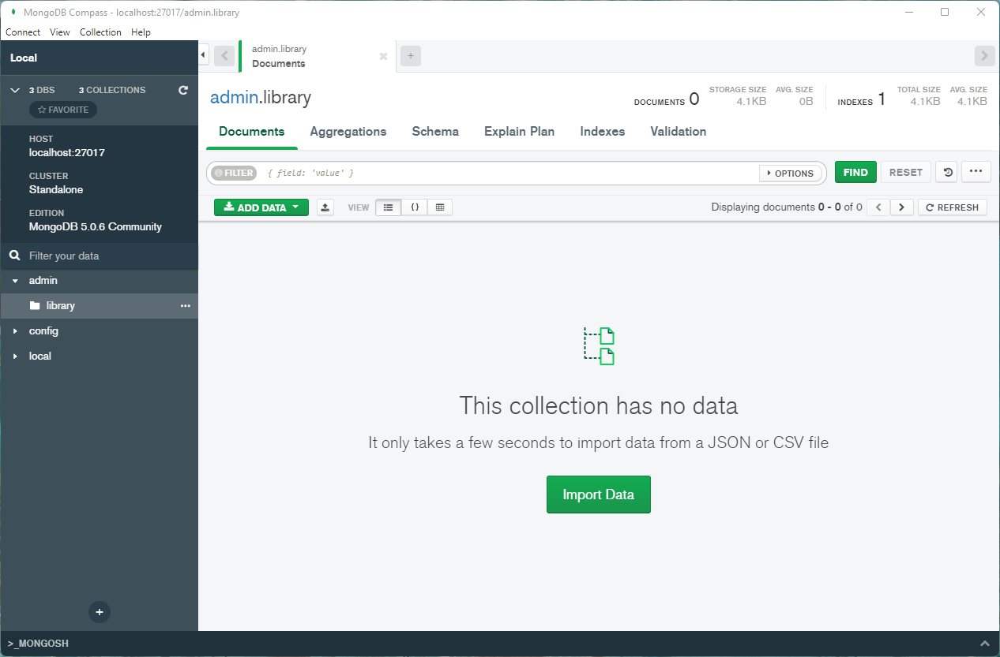 MongoDB Compass - localhost:27017/admin.library
Connect View Collection Help
Local
3 DBS 3 COLLECTIONS
FAVORITE
HOST
localhost:27017
CLUSTER
Standalone
EDITION
MongoDB 5.0.6 Community
Filter your data
admin
library
config
local
>_MONGOSH
admin.library
Documents
admin.library
DOCUMENTS 0
STORAGE SIZE
4.1KB
AVG. SIZE
0B
INDEXES 1
TOTAL SIZE
4.1KB
AVG. SIZE
4.1KB
Documents Aggregations Schema Explain Plan Indexes Validation
FILTER { field: 'value' } OPTIONS FIND RESET
ADD DATA VIEW {} Displaying documents 0 - 0 of 0 REFRESH
This collection has no data
It only takes a few seconds to import data from a JSON or CSV file
Import Data